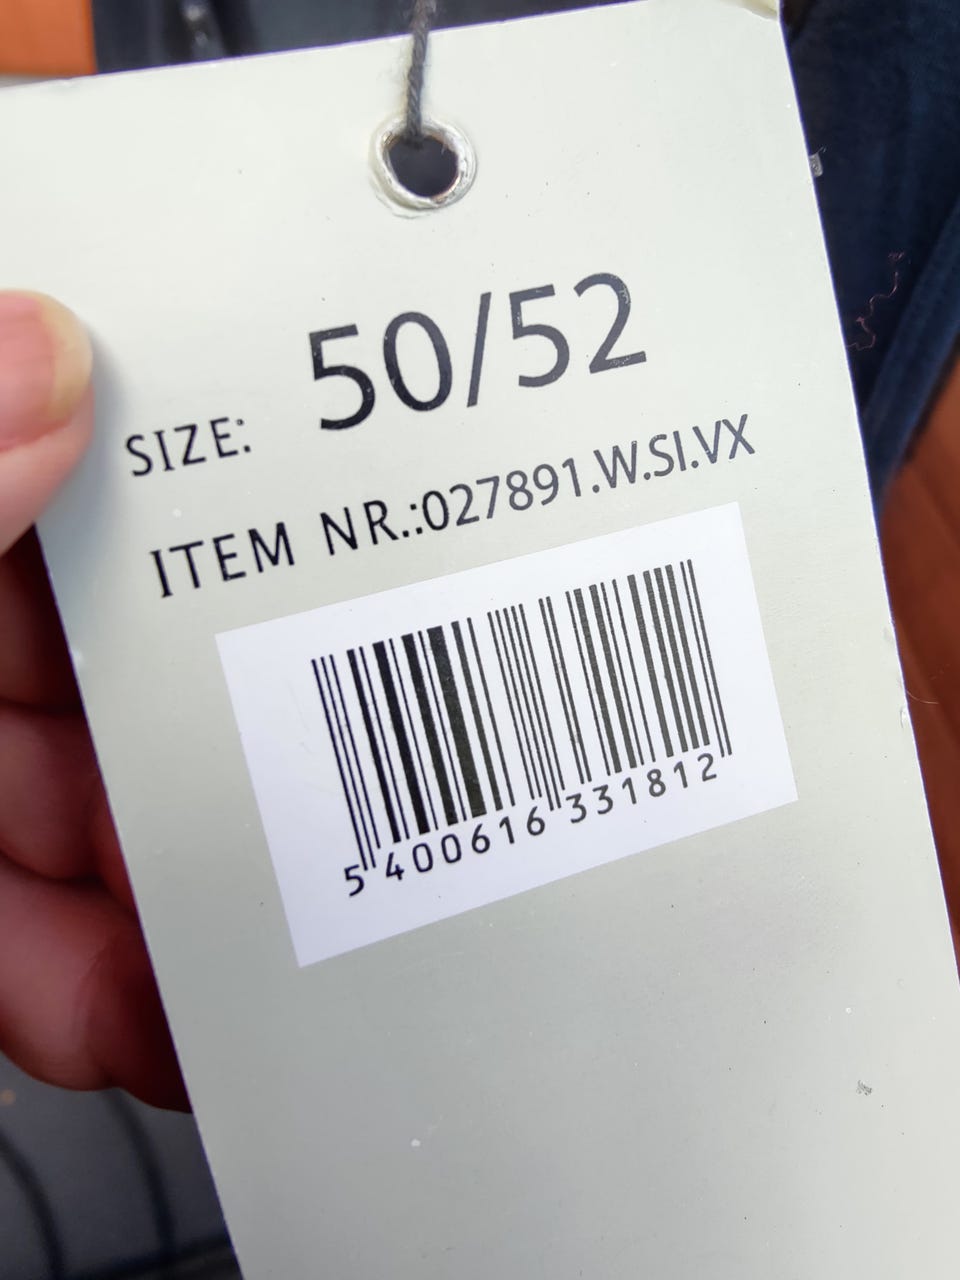 SIZE: 50/52
ITEM NR.:027891.W.SI.VX
5 400616 331812